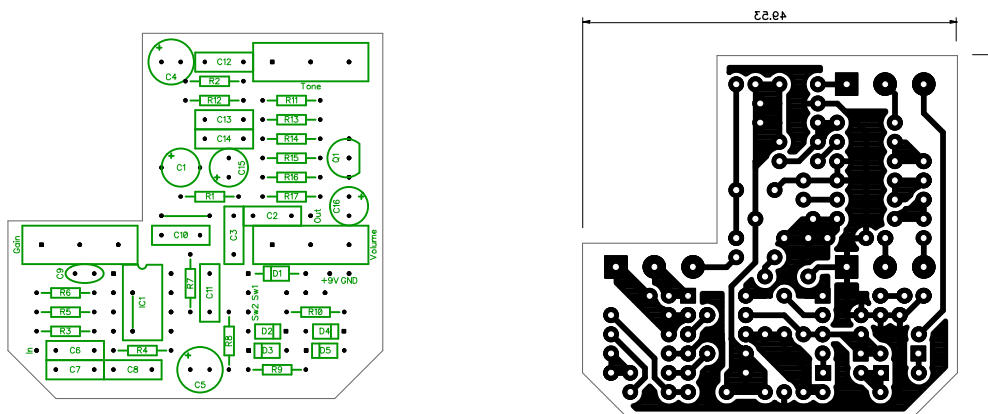 49.53
C4
C12
R2
Tone
R12
R11
C13
R13
C14
R14
C1
C15
R15
Q1
R16
R1
R17
C16
Out
C2
C3
C10
Gain
Volume
C9
D1
+9V GND
R6
IC1
R7
C11
Sw2 Sw1
R5
R10
R3
R8
D2
D4
In
C6
R4
D3
D5
C7
C8
C5
R9